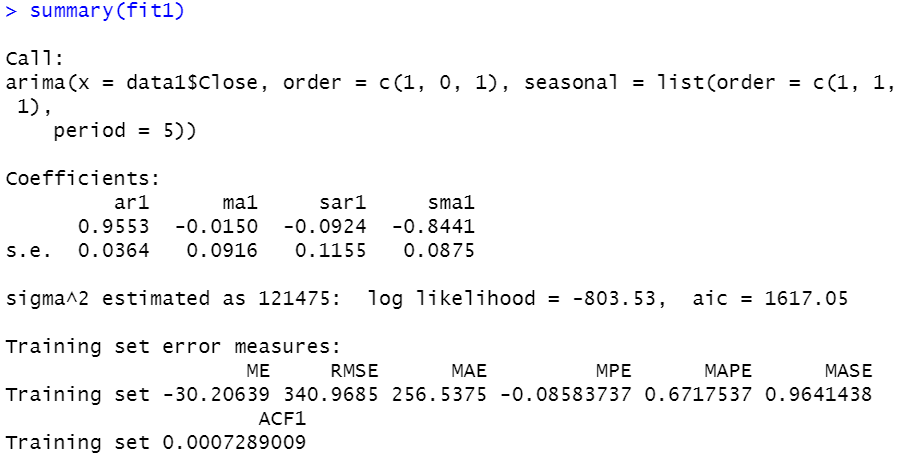 > summary(fit1)
Call:
arima(x = data1$Close, order = c(1, 0, 1), seasonal = list(order = c(1, 1,
 1),
    period = 5))
Coefficients:
         ar1      ma1     sar1     sma1
      0.9553  -0.0150  -0.0924  -0.8441
s.e.  0.0364   0.0916   0.1155   0.0875
sigma^2 estimated as 121475:  log likelihood = -803.53,  aic = 1617.05
Training set error measures:
                    ME     RMSE      MAE         MPE      MAPE      MASE
Training set -30.20639 340.9685 256.5375 -0.08583737 0.6717537 0.9641438
                     ACF1
Training set 0.0007289009